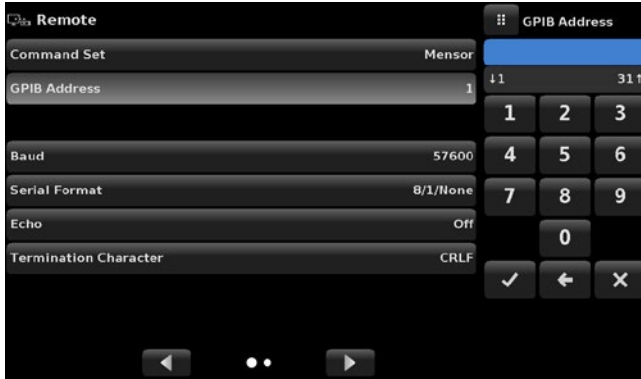 Remote
GPIB Address
Command Set Mensor
GPIB Address 1
↓1 31↑
1 2 3
Baud 57600
4 5 6
Serial Format 8/1/None
7 8 9
Echo Off
0
Termination Character CRLF